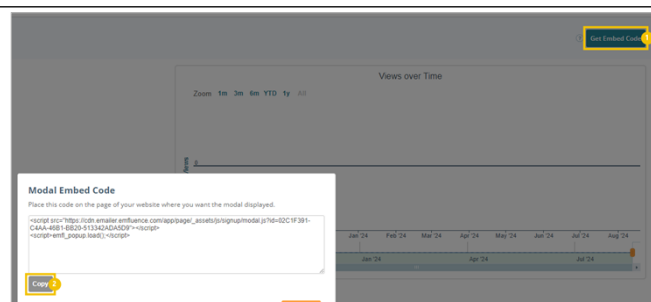 Get Embed Code
1
Views over Time
Zoom 1m 3m 6m YTD 1y All
Views
Modal Embed Code
Place this code on the page of your website where you want the modal displayed.
<script src="https://cdn.emailer.emfluence.com/app/page/_assets/js/signup/modal.js?id=02C1F381-
C4AA-46B1-BB20-513342ADA5D9"></script>
<script>emfl_popup.load();</script>
Jan '24 Feb '24 Mar '24 Apr '24 May '24 Jun '24 Jul '24 Aug '24
Jan '24 Apr '24 Jul '24
Copy
2